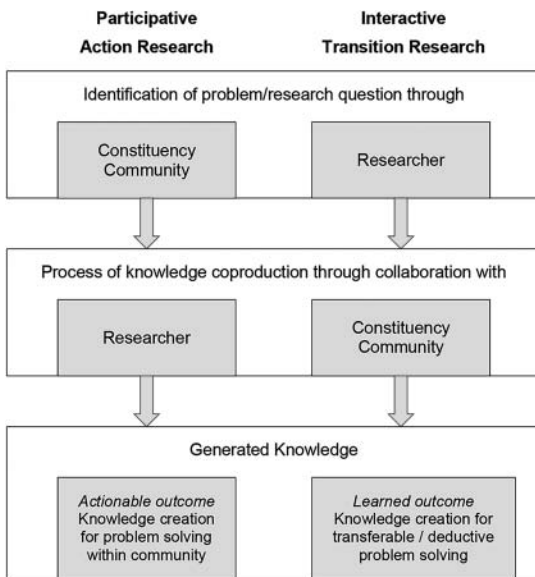 Participative
Action Research
Interactive
Transition Research
Identification of problem/research question through
Constituency
Community
Researcher
Process of knowledge coproduction through collaboration with
Researcher
Constituency
Community
Generated Knowledge
Actionable outcome
Knowledge creation
for problem solving
within community
Learned outcome
Knowledge creation for
transferable / deductive
problem solving